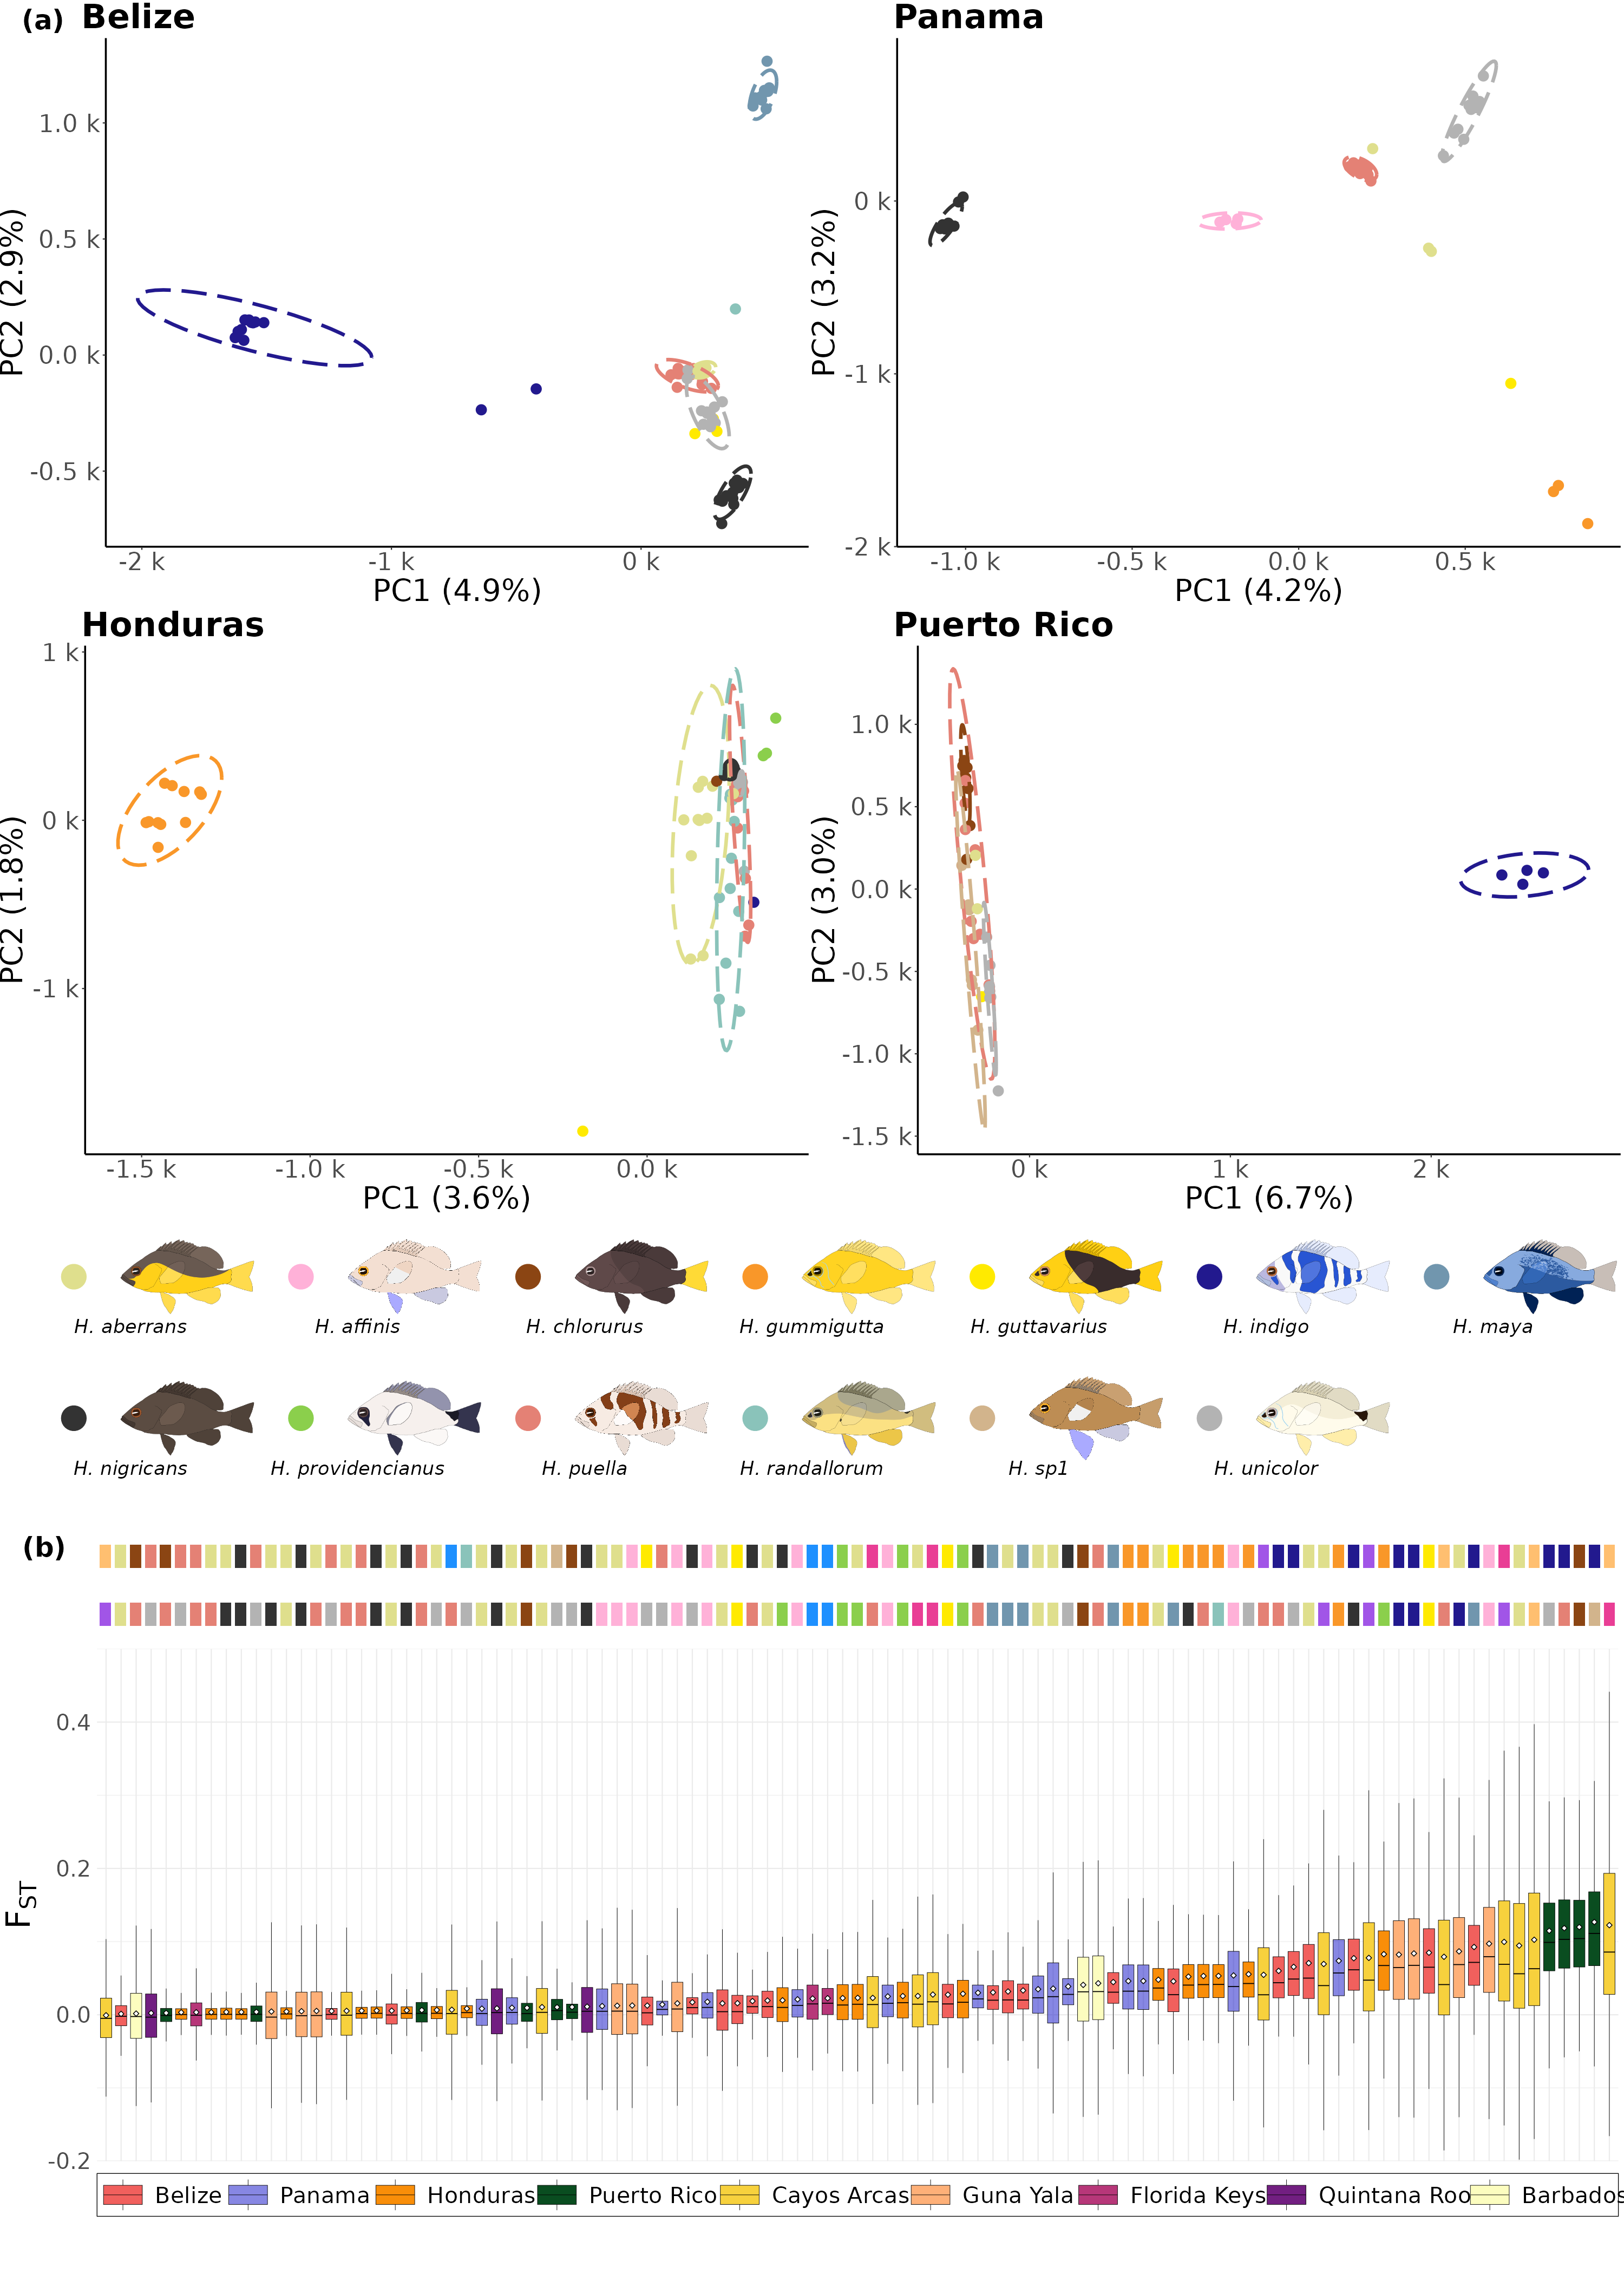 (a) Belize
Panama
1.0 k
0.5 k
0.0 k
-0.5 k
PC2 (2.9%)
-2 k -1 k 0 k
PC1 (4.9%)
0 k
-1 k
-2 k
PC2 (3.2%)
-1.0 k -0.5 k 0.0 k 0.5 k
PC1 (4.2%)
Honduras
Puerto Rico
1 k
0 k
-1 k
PC2 (1.8%)
-1.5 k -1.0 k -0.5 k 0.0 k
PC1 (3.6%)
1.0 k
0.5 k
0.0 k
-0.5 k
-1.0 k
-1.5 k
PC2 (3.0%)
0 k 1 k 2 k
PC1 (6.7%)
H. aberrans H. affinis H. chlorurus H. gummigutta H. guttavarius H. indigo H. maya
H. nigricans H. providencianus H. puella H. randallorum H. sp1 H. unicolor
(b)
0.4
0.2
0.0
-0.2
FST
Belize Panama Honduras Puerto Rico Cayos Arcas Guna Yala Florida Keys Quintana Roo Barbados